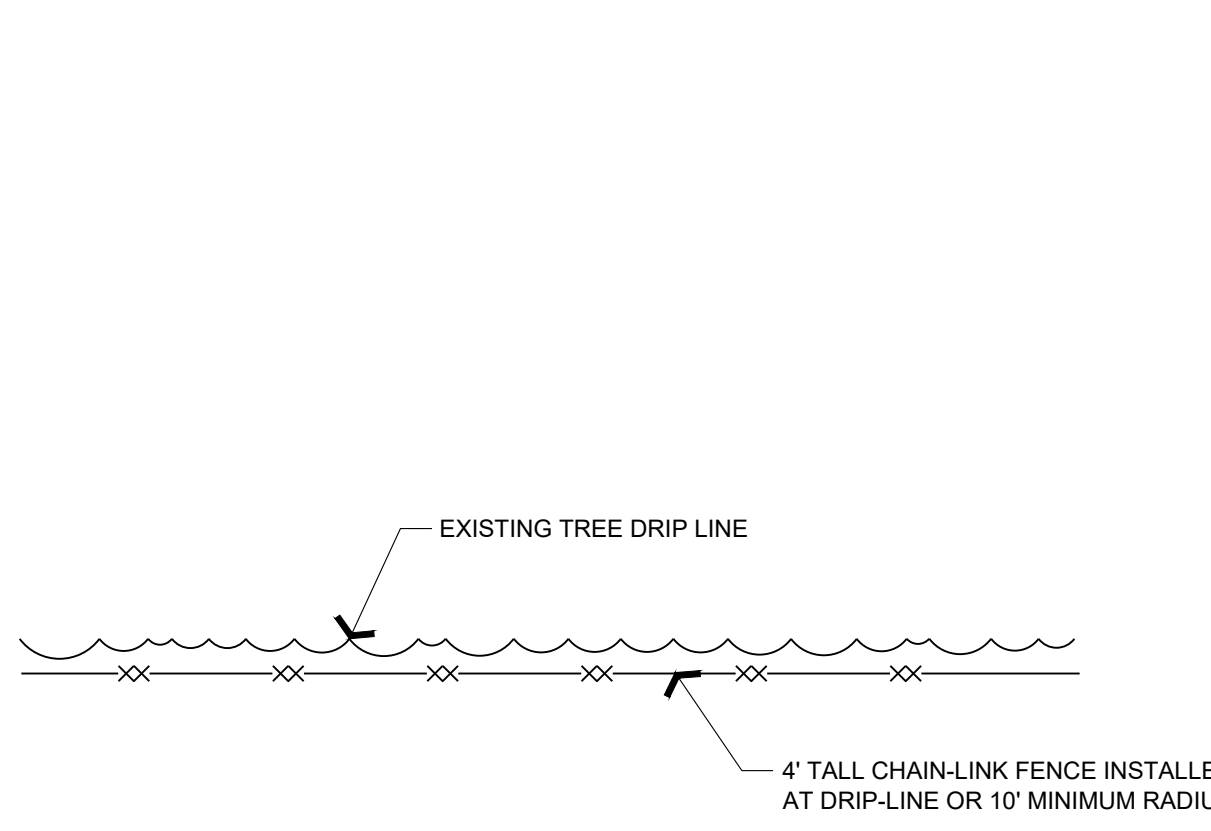 EXISTING TREE DRIP LINE
4' TALL CHAIN-LINK FENCE INSTALLE
AT DRIP-LINE OR 10' MINIMUM RADIU